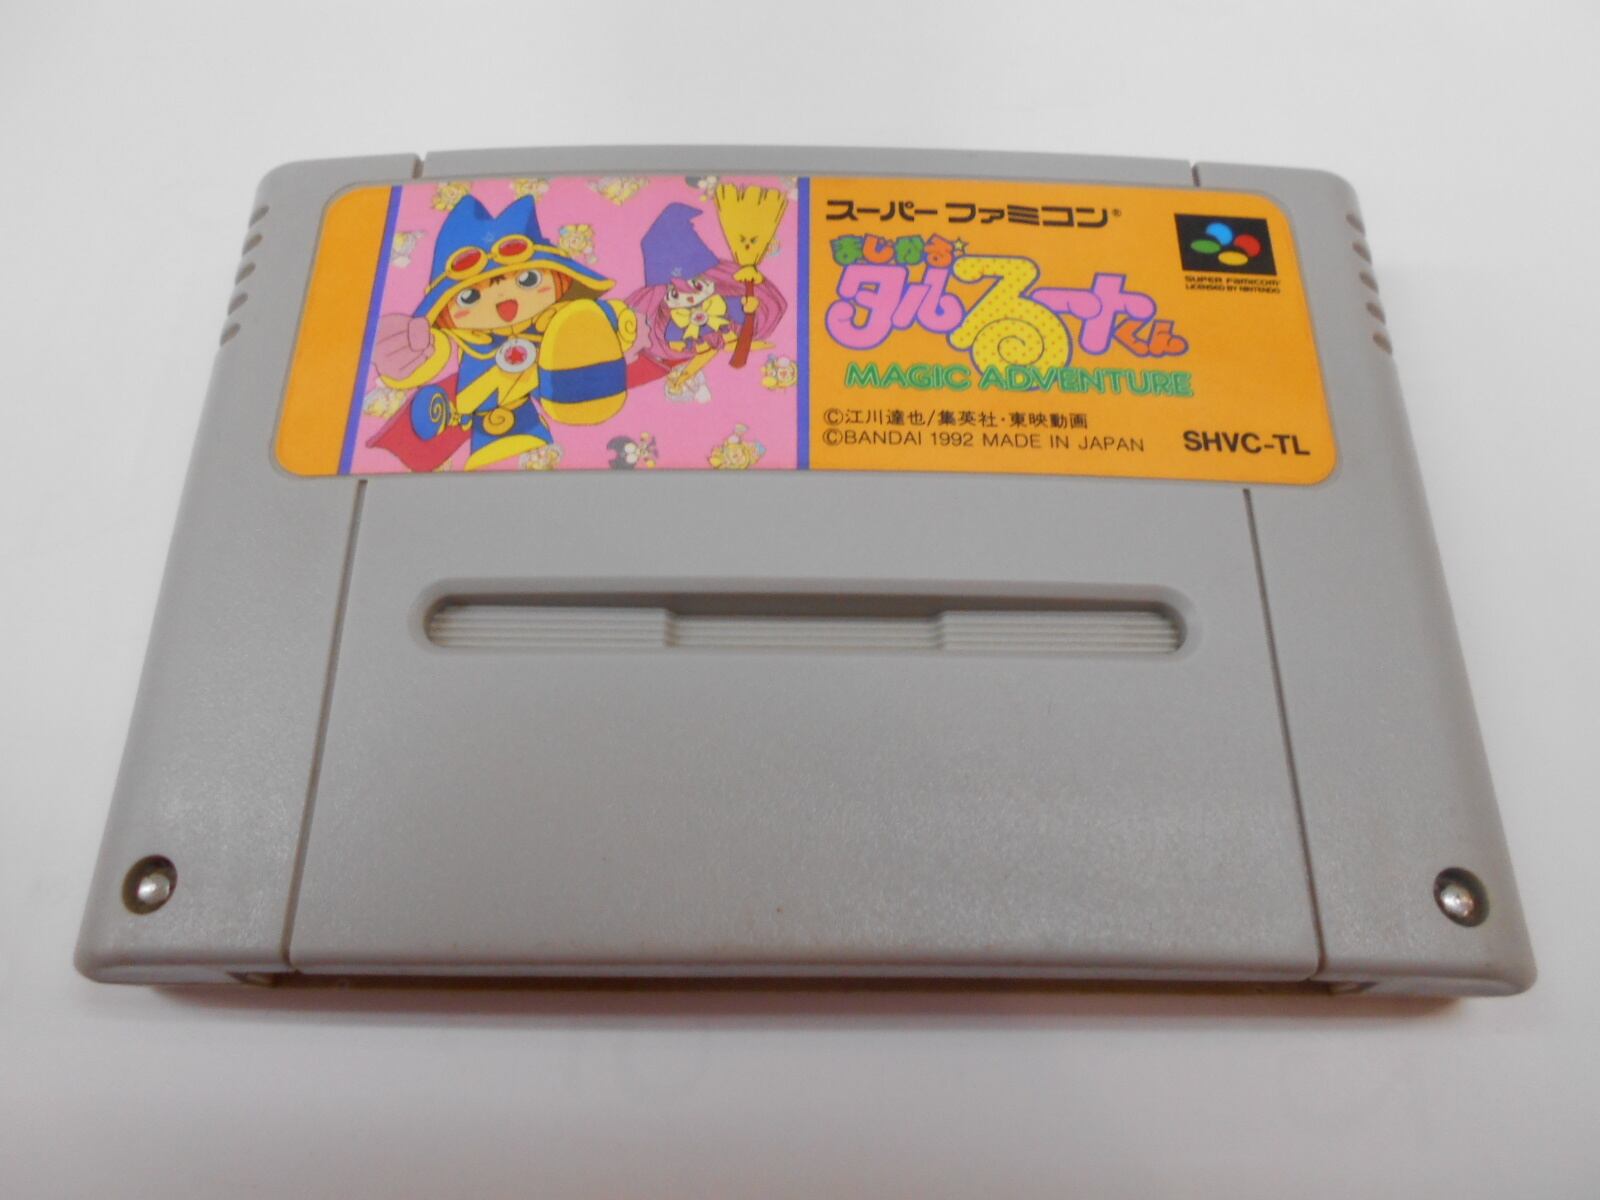 スーパーファミコン®
まじかる☆
タルるートくん
MAGIC ADVENTURE
SUPER FAMICOM™
LICENSED BY NINTENDO
©江川達也/集英社・東映動画
©BANDAI 1992 MADE IN JAPAN
SHVC-TL